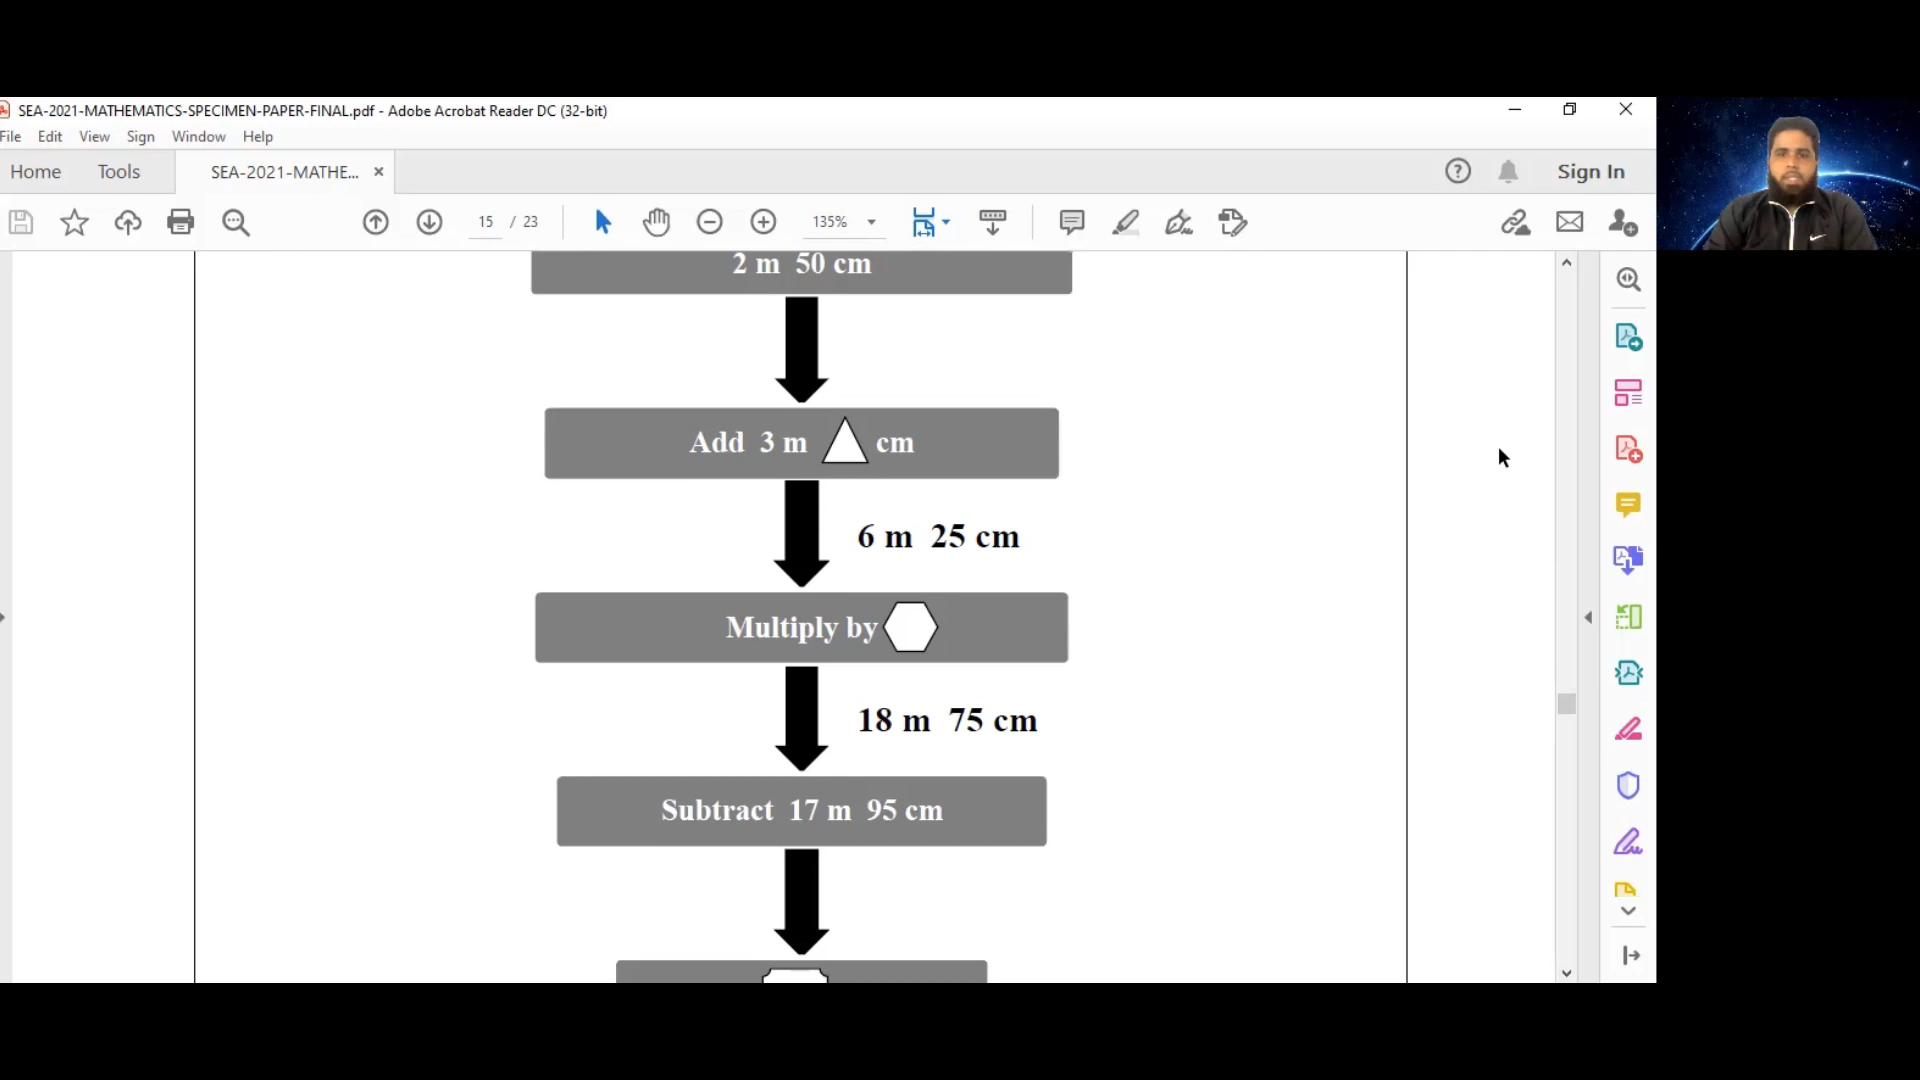 SEA-2021-MATHEMATICS-SPECIMEN-PAPER-FINAL.pdf - Adobe Acrobat Reader DC (32-bit)
File Edit View Sign Window Help
Home Tools SEA-2021-MATHE... Sign In
15 / 23 135%
2 m 50 cm
Add 3 m cm
6 m 25 cm
Multiply by
18 m 75 cm
Subtract 17 m 95 cm